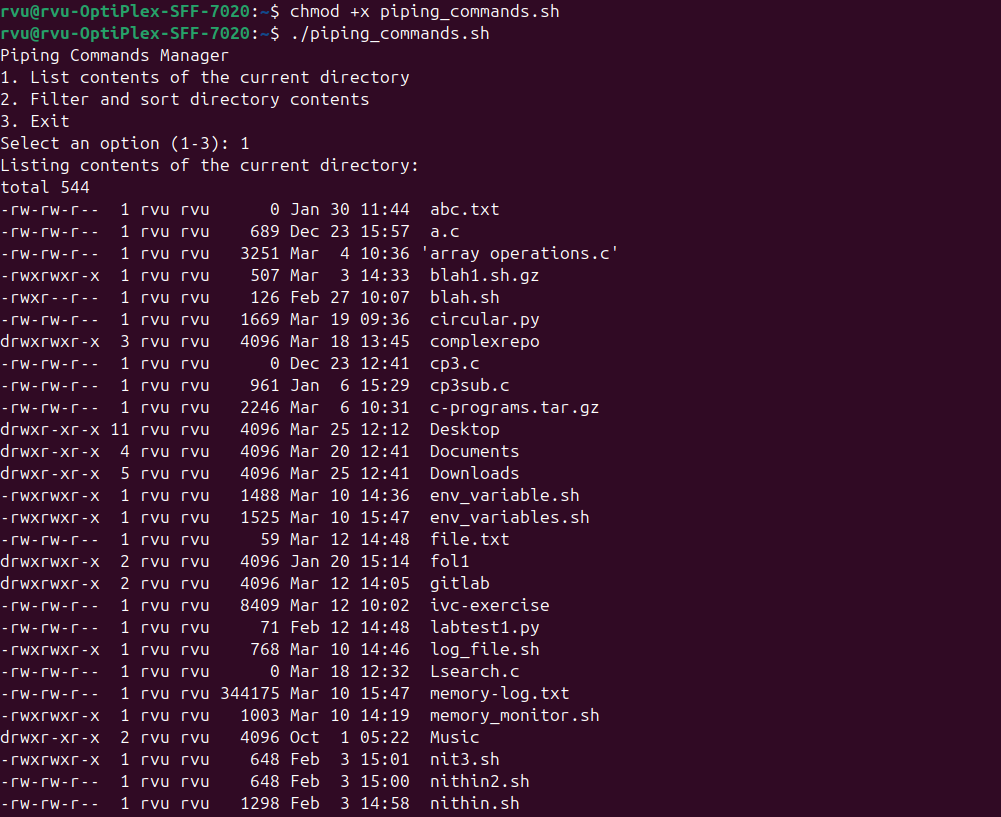 rvu@rvu-OptiPlex-SFF-7020:~$ chmod +x piping_commands.sh
rvu@rvu-OptiPlex-SFF-7020:~$ ./piping_commands.sh
Piping Commands Manager
1. List contents of the current directory
2. Filter and sort directory contents
3. Exit
Select an option (1-3): 1
Listing contents of the current directory:
total 544
-rw-rw-r--  1 rvu rvu      0 Jan 30 11:44  abc.txt
-rw-rw-r--  1 rvu rvu    689 Dec 23 15:57  a.c
-rw-rw-r--  1 rvu rvu   3251 Mar  4 10:36 'array operations.c'
-rwxrwxr-x  1 rvu rvu    507 Mar  3 14:33  blah1.sh.gz
-rwxr--r--  1 rvu rvu    126 Feb 27 10:07  blah.sh
-rw-rw-r--  1 rvu rvu   1669 Mar 19 09:36  circular.py
drwxrwxr-x  3 rvu rvu   4096 Mar 18 13:45  complexrepo
-rw-rw-r--  1 rvu rvu      0 Dec 23 12:41  cp3.c
-rw-rw-r--  1 rvu rvu    961 Jan  6 15:29  cp3sub.c
-rw-rw-r--  1 rvu rvu   2246 Mar  6 10:31  c-programs.tar.gz
drwxr-xr-x 11 rvu rvu   4096 Mar 25 12:12  Desktop
drwxr-xr-x  4 rvu rvu   4096 Mar 20 12:41  Documents
drwxr-xr-x  5 rvu rvu   4096 Mar 25 12:41  Downloads
-rwxrwxr-x  1 rvu rvu   1488 Mar 10 14:36  env_variable.sh
-rwxrwxr-x  1 rvu rvu   1525 Mar 10 15:47  env_variables.sh
-rw-rw-r--  1 rvu rvu     59 Mar 12 14:48  file.txt
drwxrwxr-x  2 rvu rvu   4096 Jan 20 15:14  fol1
drwxrwxr-x  2 rvu rvu   4096 Mar 12 14:05  gitlab
-rw-rw-r--  1 rvu rvu   8409 Mar 12 10:02  ivc-exercise
-rw-rw-r--  1 rvu rvu     71 Feb 12 14:48  labtest1.py
-rwxrwxr-x  1 rvu rvu    768 Mar 10 14:46  log_file.sh
-rw-rw-r--  1 rvu rvu      0 Mar 18 12:32  Lsearch.c
-rw-rw-r--  1 rvu rvu 344175 Mar 10 15:47  memory-log.txt
-rwxrwxr-x  1 rvu rvu   1003 Mar 10 14:19  memory_monitor.sh
drwxr-xr-x  2 rvu rvu   4096 Oct  1 05:22  Music
-rwxrwxr-x  1 rvu rvu    648 Feb  3 15:01  nit3.sh
-rw-rw-r--  1 rvu rvu    648 Feb  3 15:00  nithin2.sh
-rw-rw-r--  1 rvu rvu   1298 Feb  3 14:58  nithin.sh